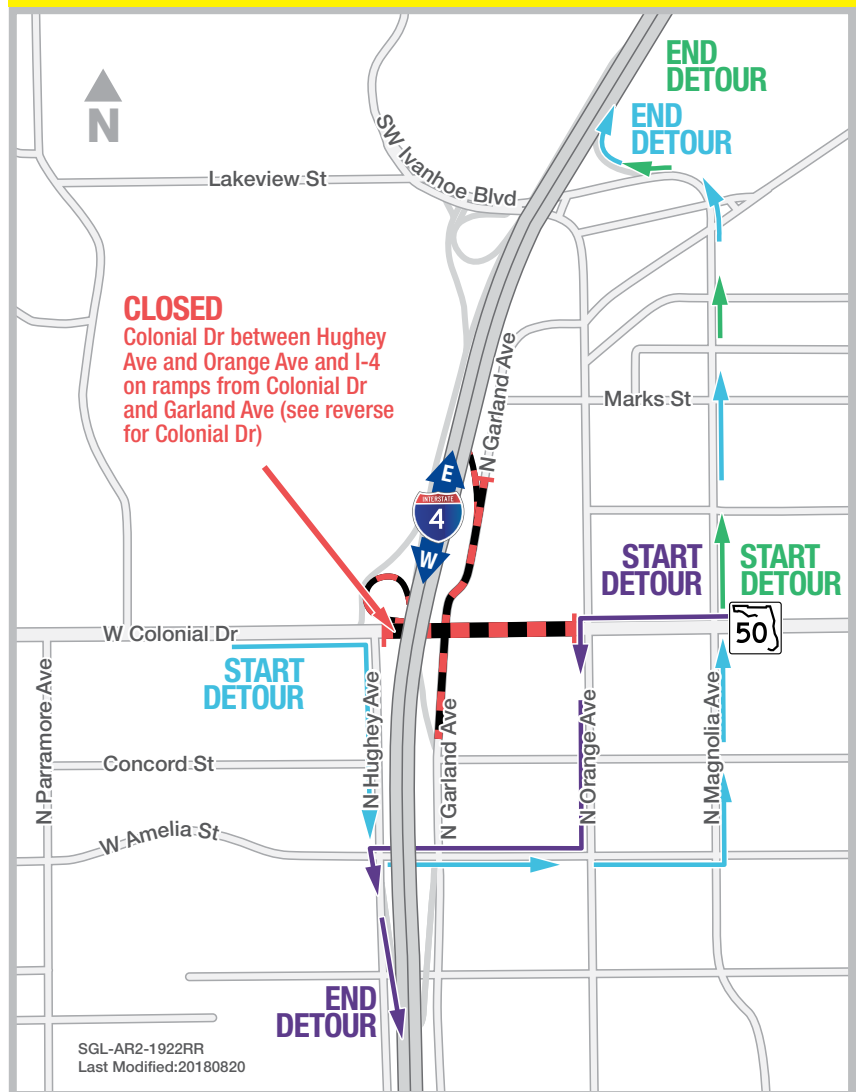 END
DETOUR
END
DETOUR
N
SW Ivanhoe Blvd
Lakeview St
CLOSED
Colonial Dr between Hughey
Ave and Orange Ave and I-4
on ramps from Colonial Dr
and Garland Ave (see reverse
for Colonial Dr)
N Garland Ave
Marks St
E
INTERSTATE
4
W
START
DETOUR
START
DETOUR
50
W Colonial Dr
START
DETOUR
N Parramore Ave
N Hughey Ave
N Garland Ave
N Orange Ave
N Magnolia Ave
Concord St
W Amelia St
END
DETOUR
SGL-AR2-1922RR
Last Modified:20180820